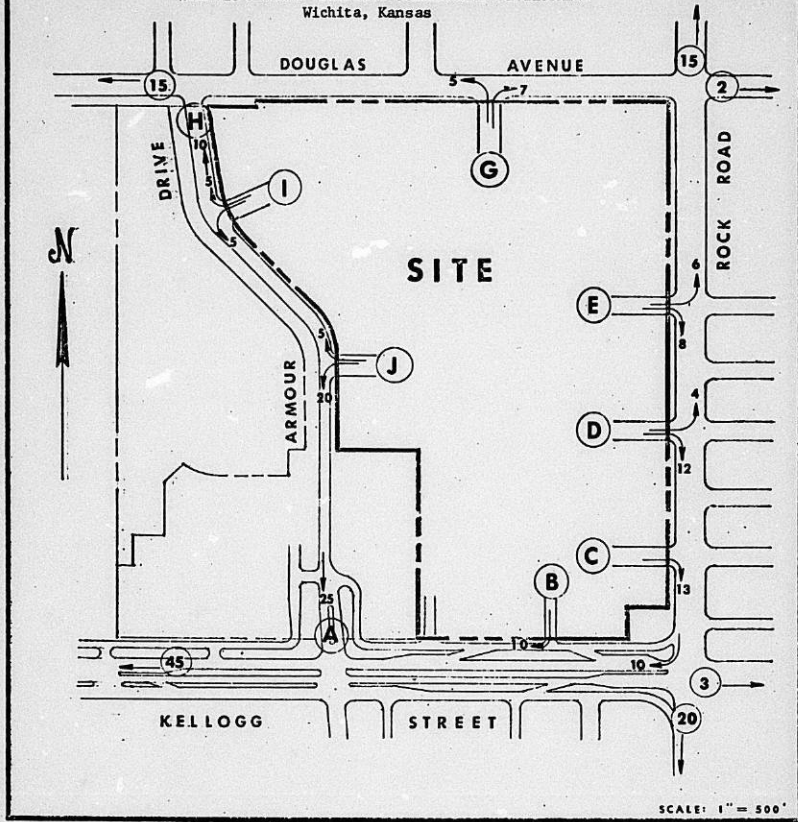 Wichita, Kansas
DOUGLAS AVENUE
15
15
2
5
7
H
G
10
DRIVE
I
5
5
ROCK ROAD
N
SITE
6
E
8
5
J
20
ARMOUR
4
D
12
C
B
13
25
A
10
10
45
3
KELLOGG STREET
20
SCALE: 1" = 500'